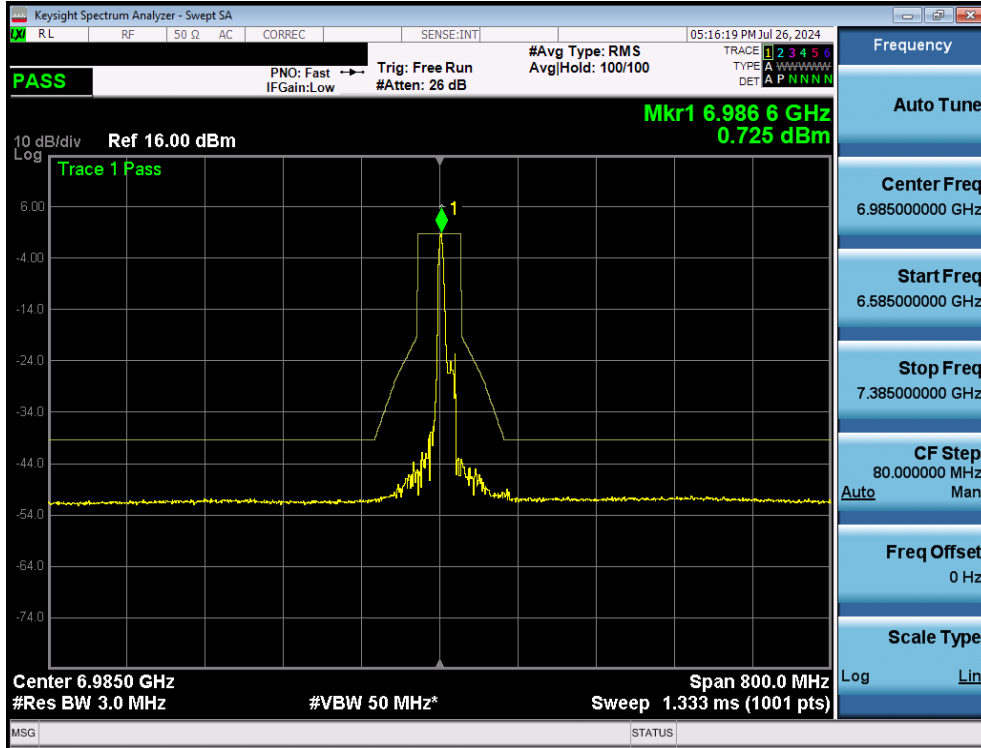 Keysight Spectrum Analyzer - Swept SA
LXI RL RF 50 Ω AC CORREC SENSE:INT 05:16:19 PM Jul 26, 2024
PASS
PNO: Fast
IFGain:Low
Trig: Free Run
#Atten: 26 dB
#Avg Type: RMS
Avg|Hold: 100/100
TRACE 1 2 3 4 5 6
TYPE A WWWWW
DET A P N N N N
Mkr1 6.986 6 GHz
0.725 dBm
10 dB/div Ref 16.00 dBm
Log
Trace 1 Pass
1
6.00
-4.00
-14.0
-24.0
-34.0
-44.0
-54.0
-64.0
-74.0
Center 6.9850 GHz Span 800.0 MHz
#Res BW 3.0 MHz #VBW 50 MHz* Sweep 1.333 ms (1001 pts)
MSG STATUS
Frequency
Auto Tune
Center Freq
6.985000000 GHz
Start Freq
6.585000000 GHz
Stop Freq
7.385000000 GHz
CF Step
80.000000 MHz
Auto Man
Freq Offset
0 Hz
Scale Type
Log Lin